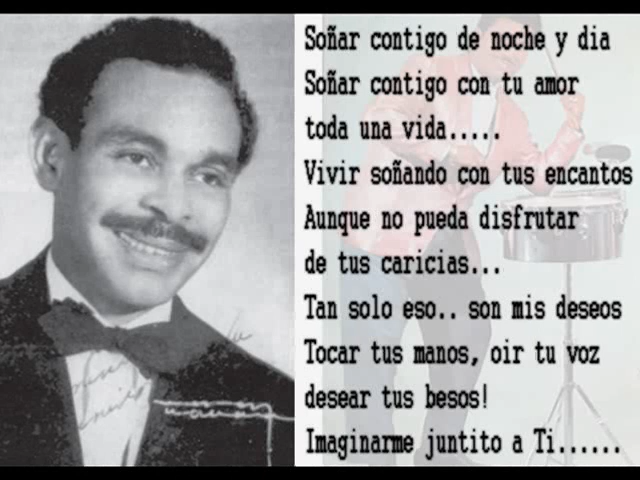 Soñar contigo de noche y dia
Soñar contigo con tu amor
toda una vida.....
Vivir soñando con tus encantos
Aunque no pueda disfrutar
de tus caricias...
Tan solo eso.. son mis deseos
Tocar tus manos, oir tu voz
desear tus besos!
Imaginarme juntito a Ti......